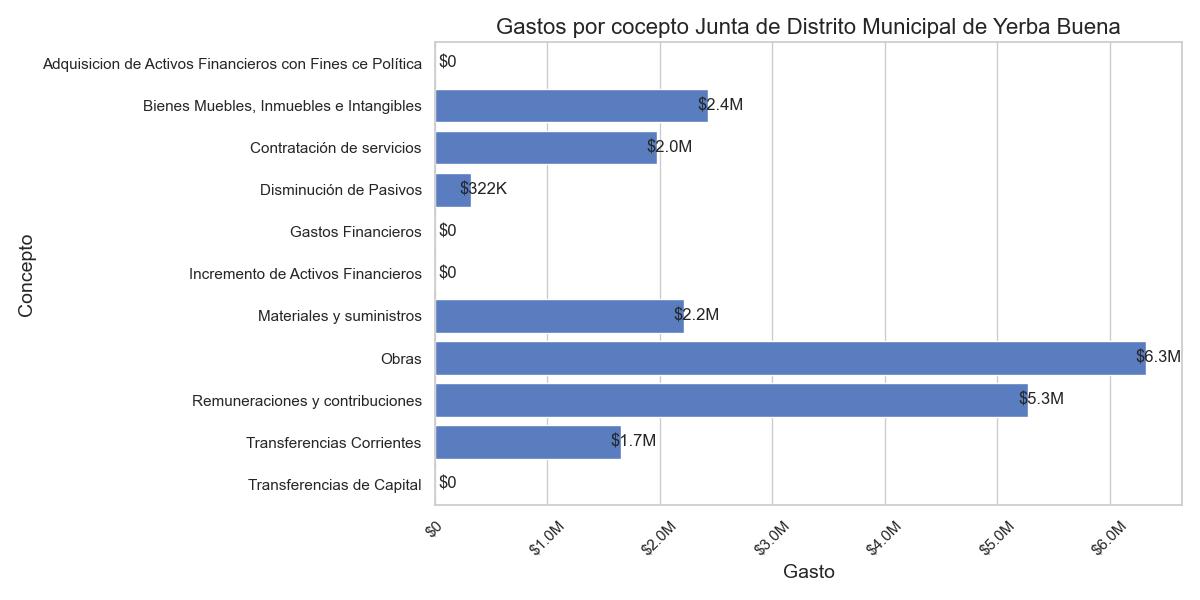 Gastos por cocepto Junta de Distrito Municipal de Yerba Buena
Concepto
Adquisicion de Activos Financieros con Fines ce Política $0
Bienes Muebles, Inmuebles e Intangibles $2.4M
Contratación de servicios $2.0M
Disminución de Pasivos $322K
Gastos Financieros $0
Incremento de Activos Financieros $0
Materiales y suministros $2.2M
Obras $6.3M
Remuneraciones y contribuciones $5.3M
Transferencias Corrientes $1.7M
Transferencias de Capital $0
$0 $1.0M $2.0M $3.0M $4.0M $5.0M $6.0M
Gasto